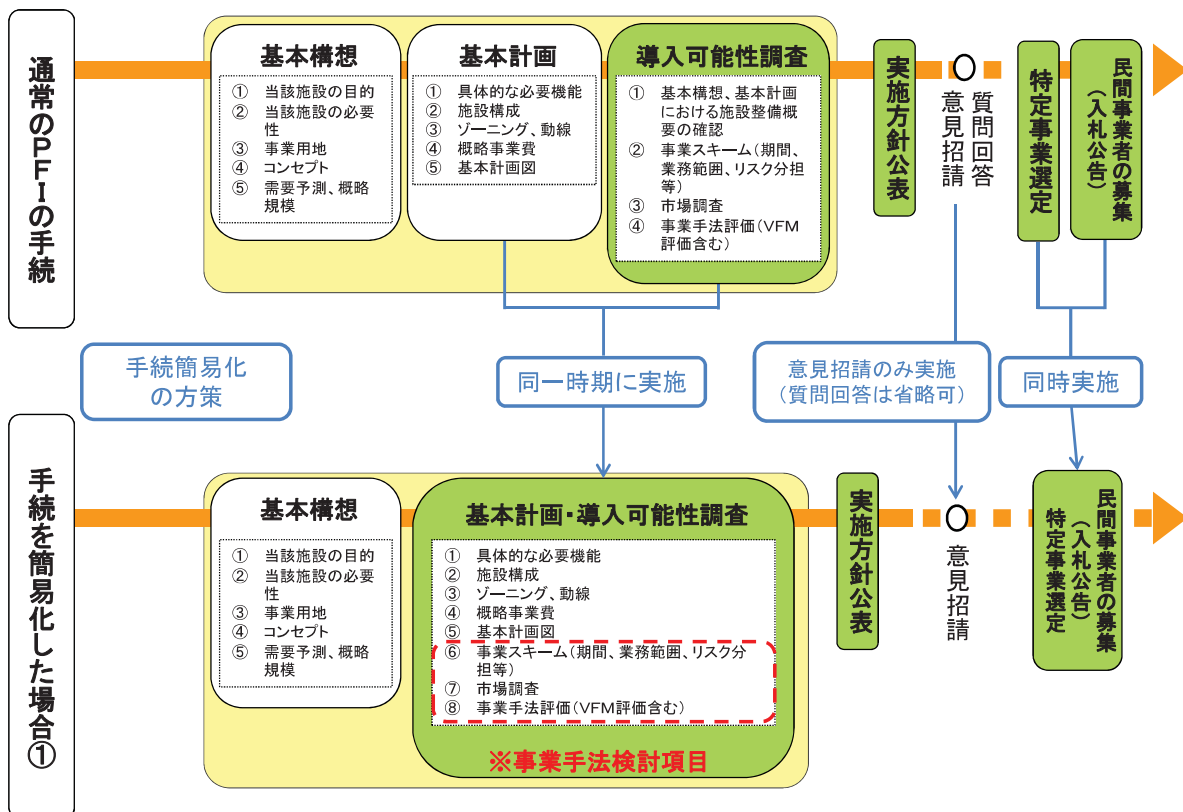 通常のPFIの手続
基本構想
① 当該施設の目的
② 当該施設の必要
性
③ 事業用地
④ コンセプト
⑤ 需要予測、概略
規模
基本計画
① 具体的な必要機能
② 施設構成
③ ゾーニング、動線
④ 概略事業費
⑤ 基本計画図
導入可能性調査
① 基本構想、基本計画
における施設整備概
要の確認
② 事業スキーム(期間、
業務範囲、リスク分担
等)
③ 市場調査
④ 事業手法評価(VFM
評価含む)
実施方針公表
質問回答
意見招請
特定事業選定
民間事業者の募集
(入札公告)
手続簡易化
の方策
同一時期に実施
意見招請のみ実施
(質問回答は省略可)
同時実施
手続を簡易化した場合①
基本構想
① 当該施設の目的
② 当該施設の必要
性
③ 事業用地
④ コンセプト
⑤ 需要予測、概略
規模
基本計画・導入可能性調査
① 具体的な必要機能
② 施設構成
③ ゾーニング、動線
④ 概略事業費
⑤ 基本計画図
⑥ 事業スキーム(期間、業務範囲、リスク分
担等)
⑦ 市場調査
⑧ 事業手法評価(VFM評価含む)
※事業手法検討項目
実施方針公表
意見招請
民間事業者の募集
(入札公告)
特定事業選定